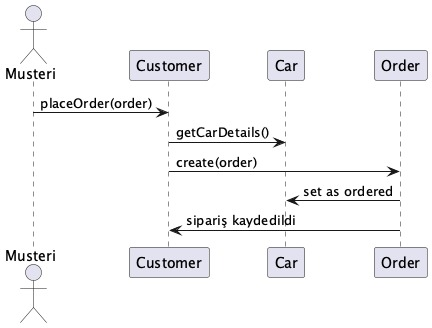 Musteri
Customer
Car
Order
placeOrder(order)
getCarDetails()
create(order)
set as ordered
sipariş kaydedildi
Musteri
Customer
Car
Order